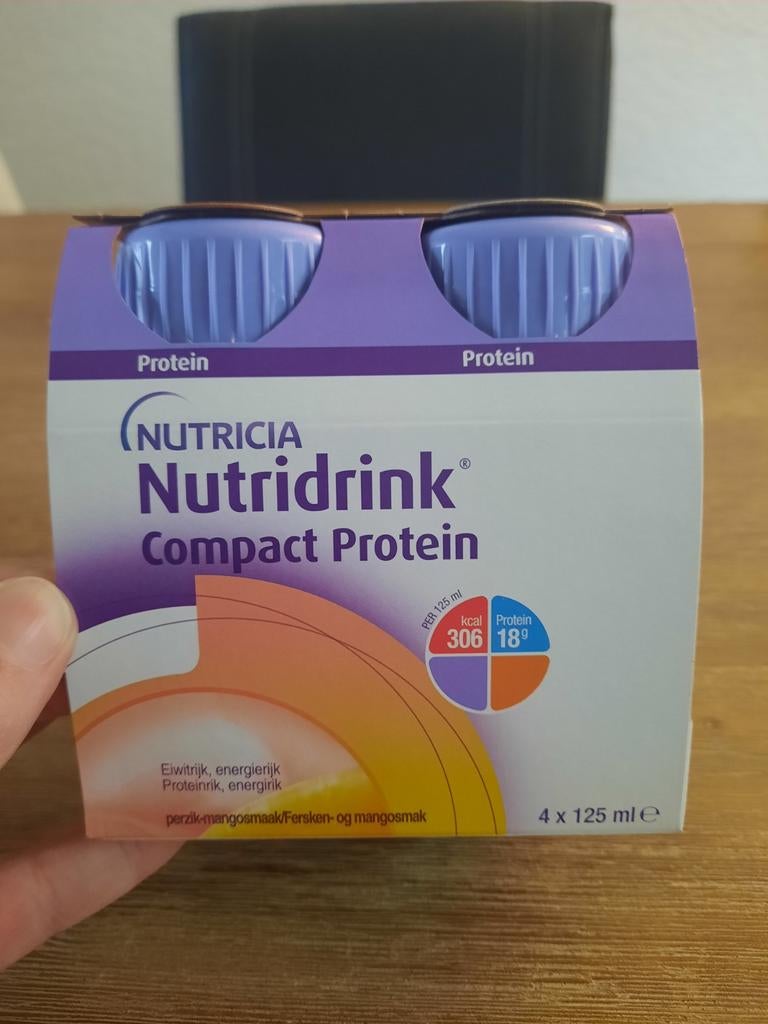 Protein
Protein
NUTRICIA
Nutridrink®
Compact Protein
PER 125 ml
kcal
306
Protein
18g
Eiwitrijk, energierijk
Proteinrik, energirik
perzik-mangosmaak/Fersken- og mangosmak
4 x 125 ml ℮